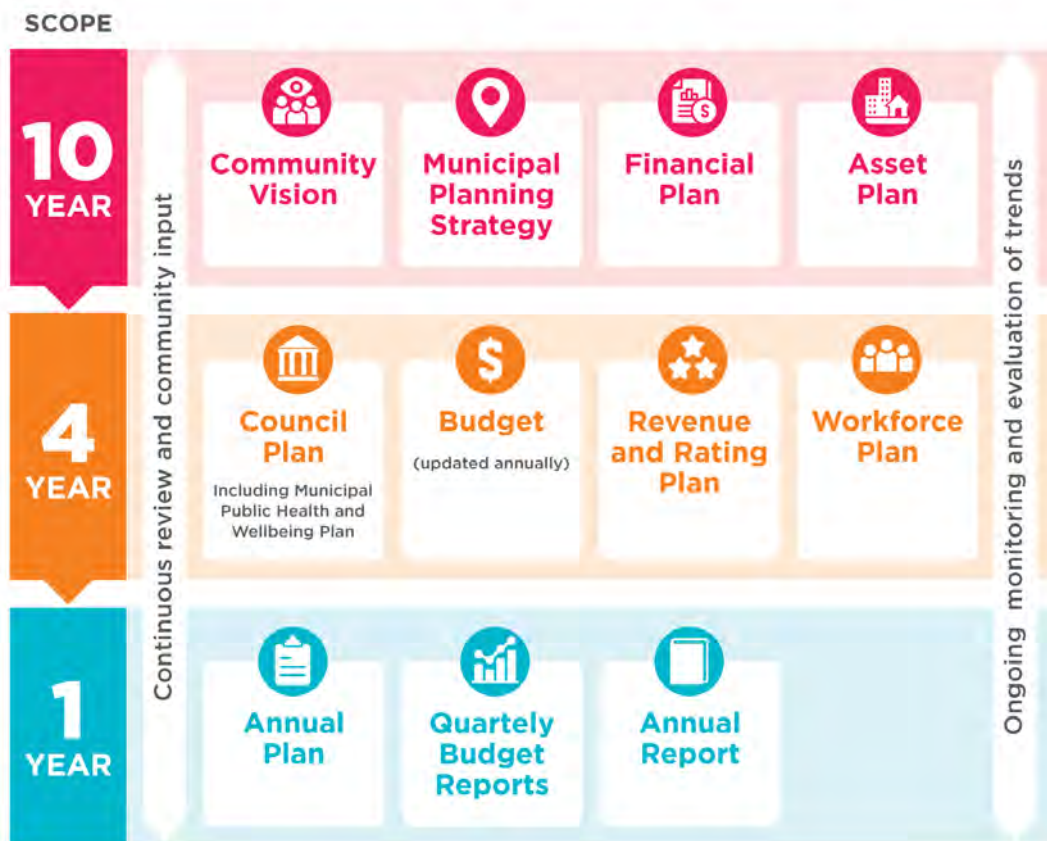 SCOPE
10
YEAR
Continuous review and community input
Community
Vision
Municipal
Planning
Strategy
Financial
Plan
Asset
Plan
Ongoing monitoring and evaluation of trends
4
YEAR
Council
Plan
Including Municipal
Public Health and
Wellbeing Plan
Budget
(updated annually)
Revenue
and Rating
Plan
Workforce
Plan
1
YEAR
Annual
Plan
Quartely
Budget
Reports
Annual
Report